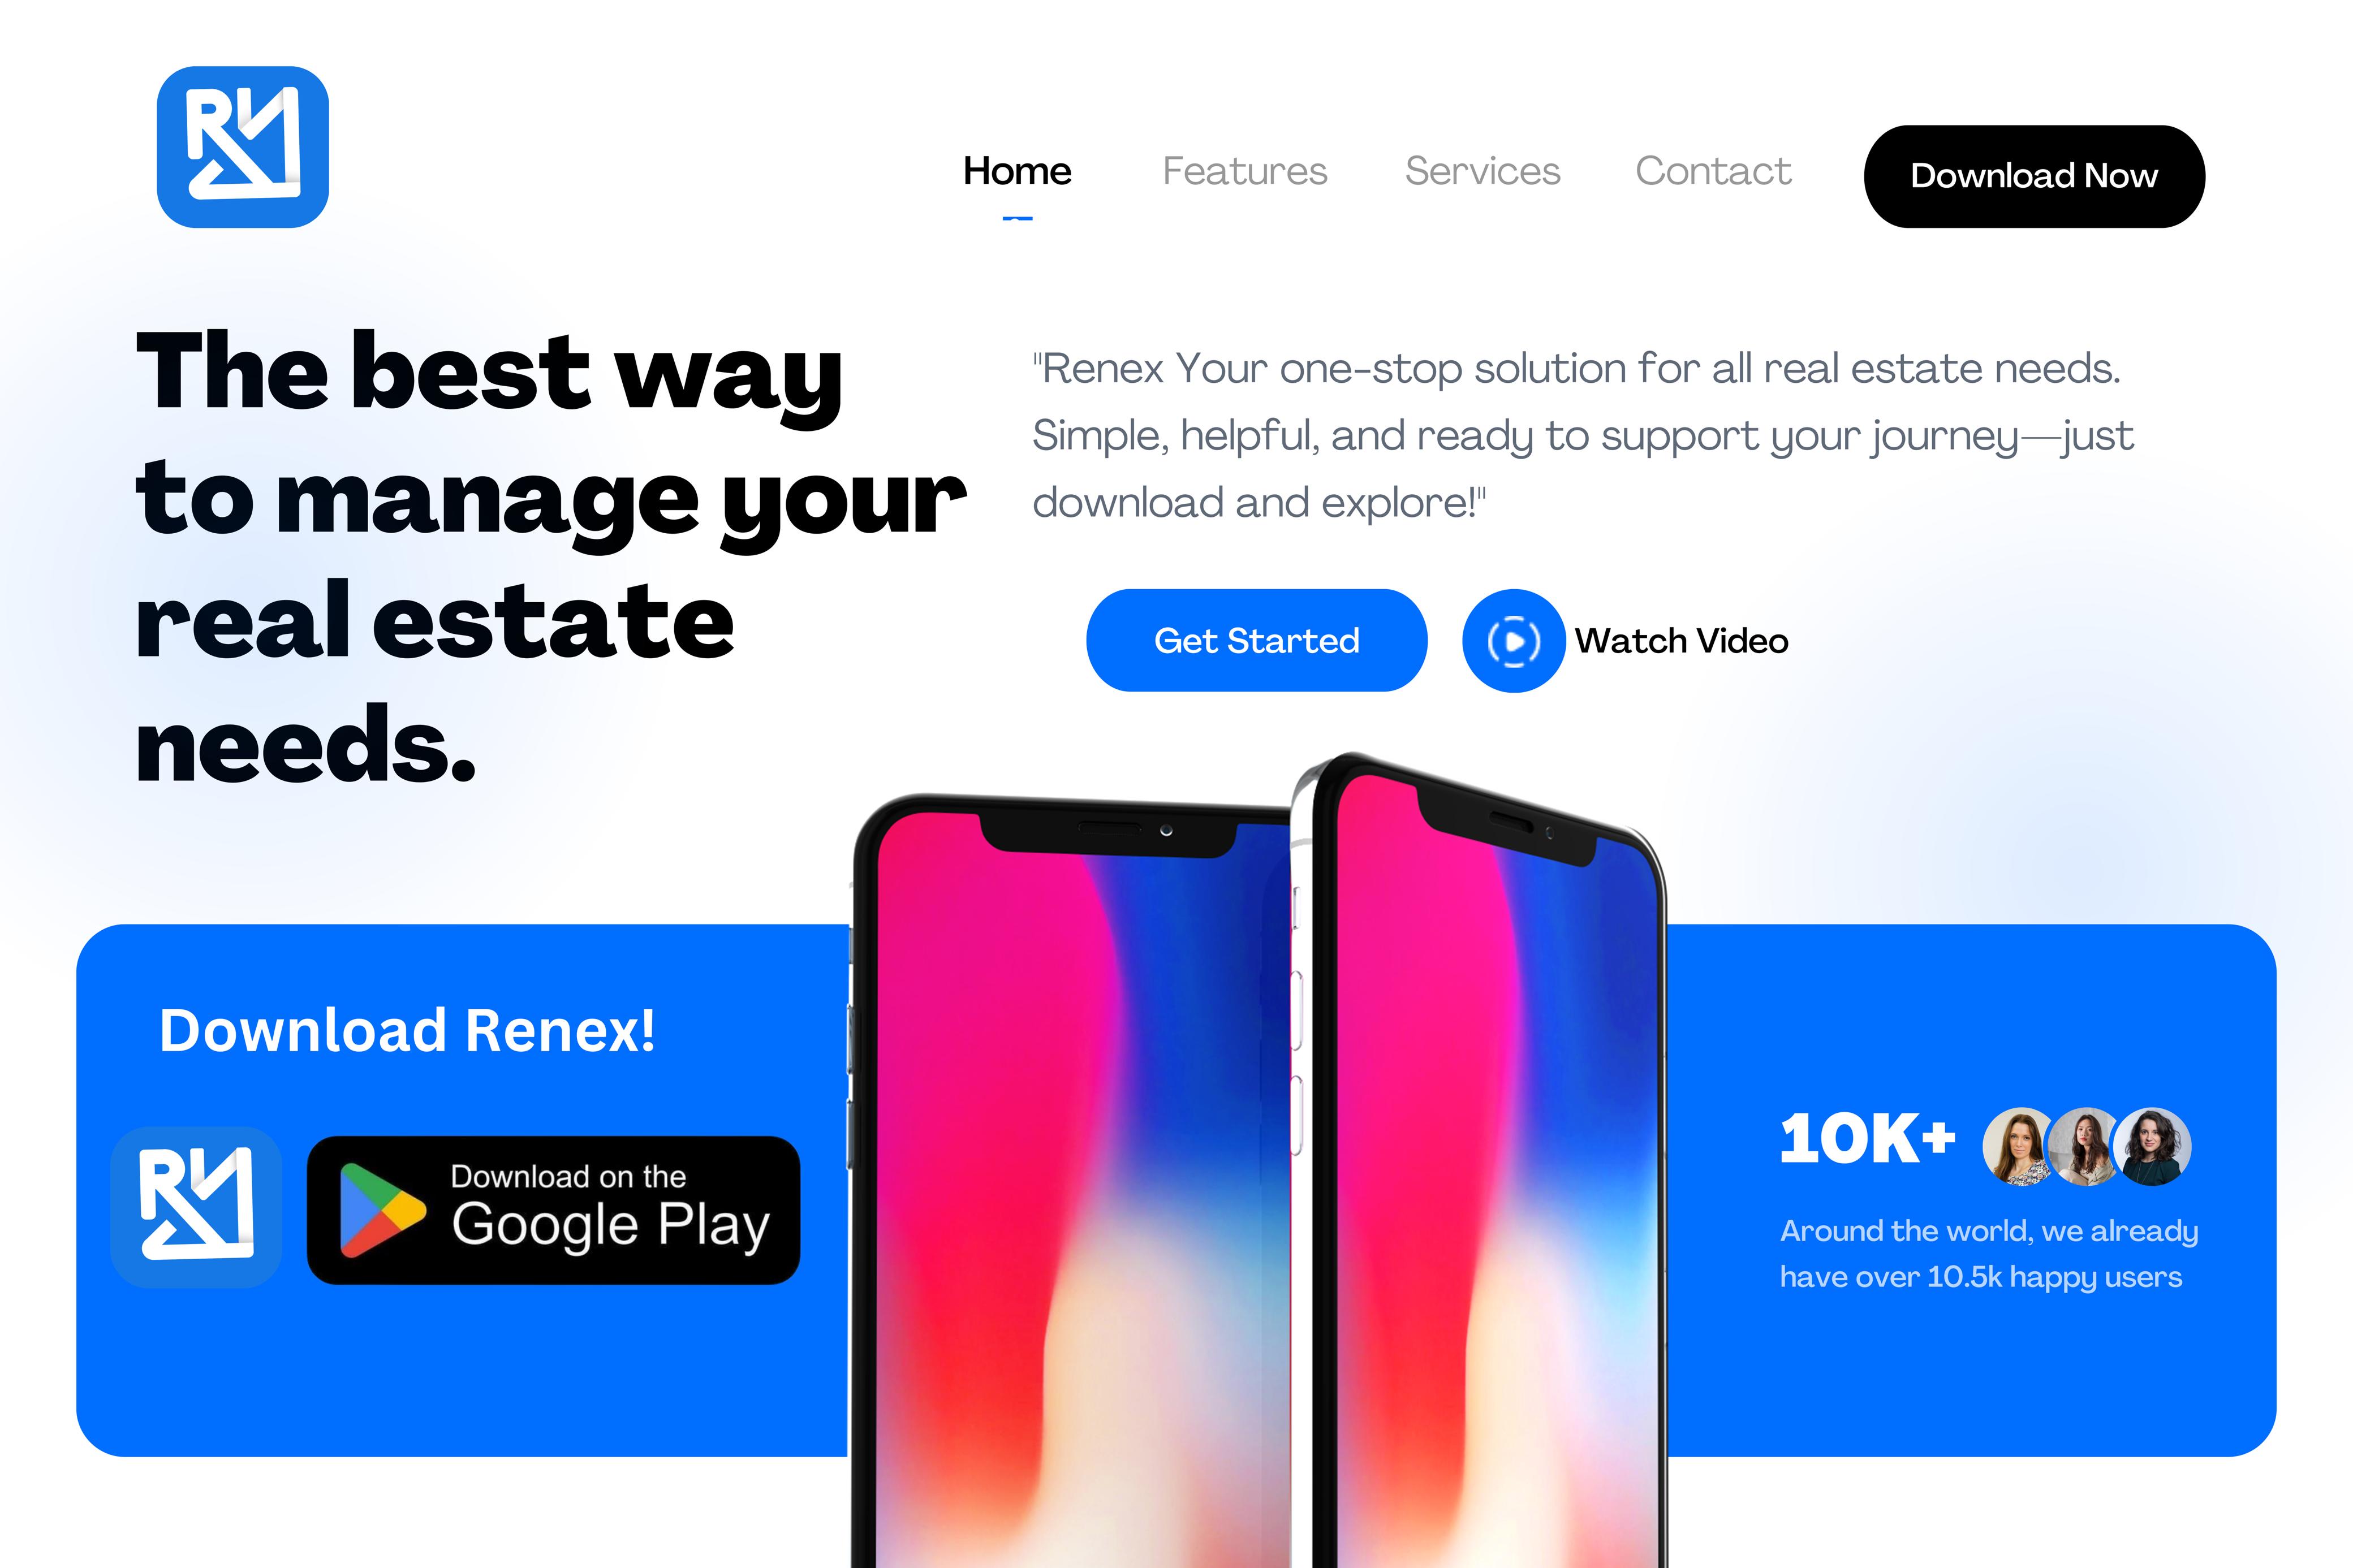 Home Features Services Contact Download Now
The best way
to manage your
real estate
needs.
"Renex Your one-stop solution for all real estate needs.
Simple, helpful, and ready to support your journey—just
download and explore!"
Get Started
Watch Video
Download Renex!
Download on the
Google Play
10K+
Around the world, we already
have over 10.5k happy users